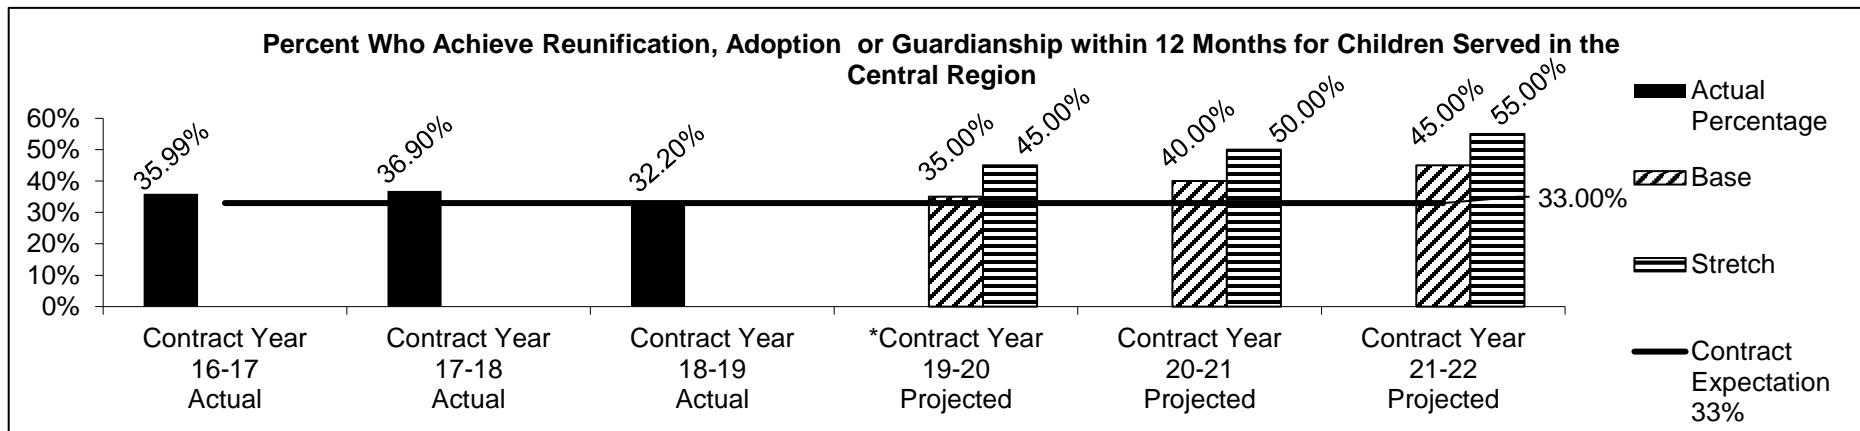 Percent Who Achieve Reunification, Adoption  or Guardianship within 12 Months for Children Served in the
Central Region
60%
50%
40%
30%
20%
10%
0%
35.99%
36.90%
32.20%
35.00%
45.00%
40.00%
50.00%
45.00%
55.00%
33.00%
Contract Year
16-17
Actual
Contract Year
17-18
Actual
Contract Year
18-19
Actual
*Contract Year
19-20
Projected
Contract Year
20-21
Projected
Contract Year
21-22
Projected
Actual
Percentage
Base
Stretch
Contract
Expectation
33%